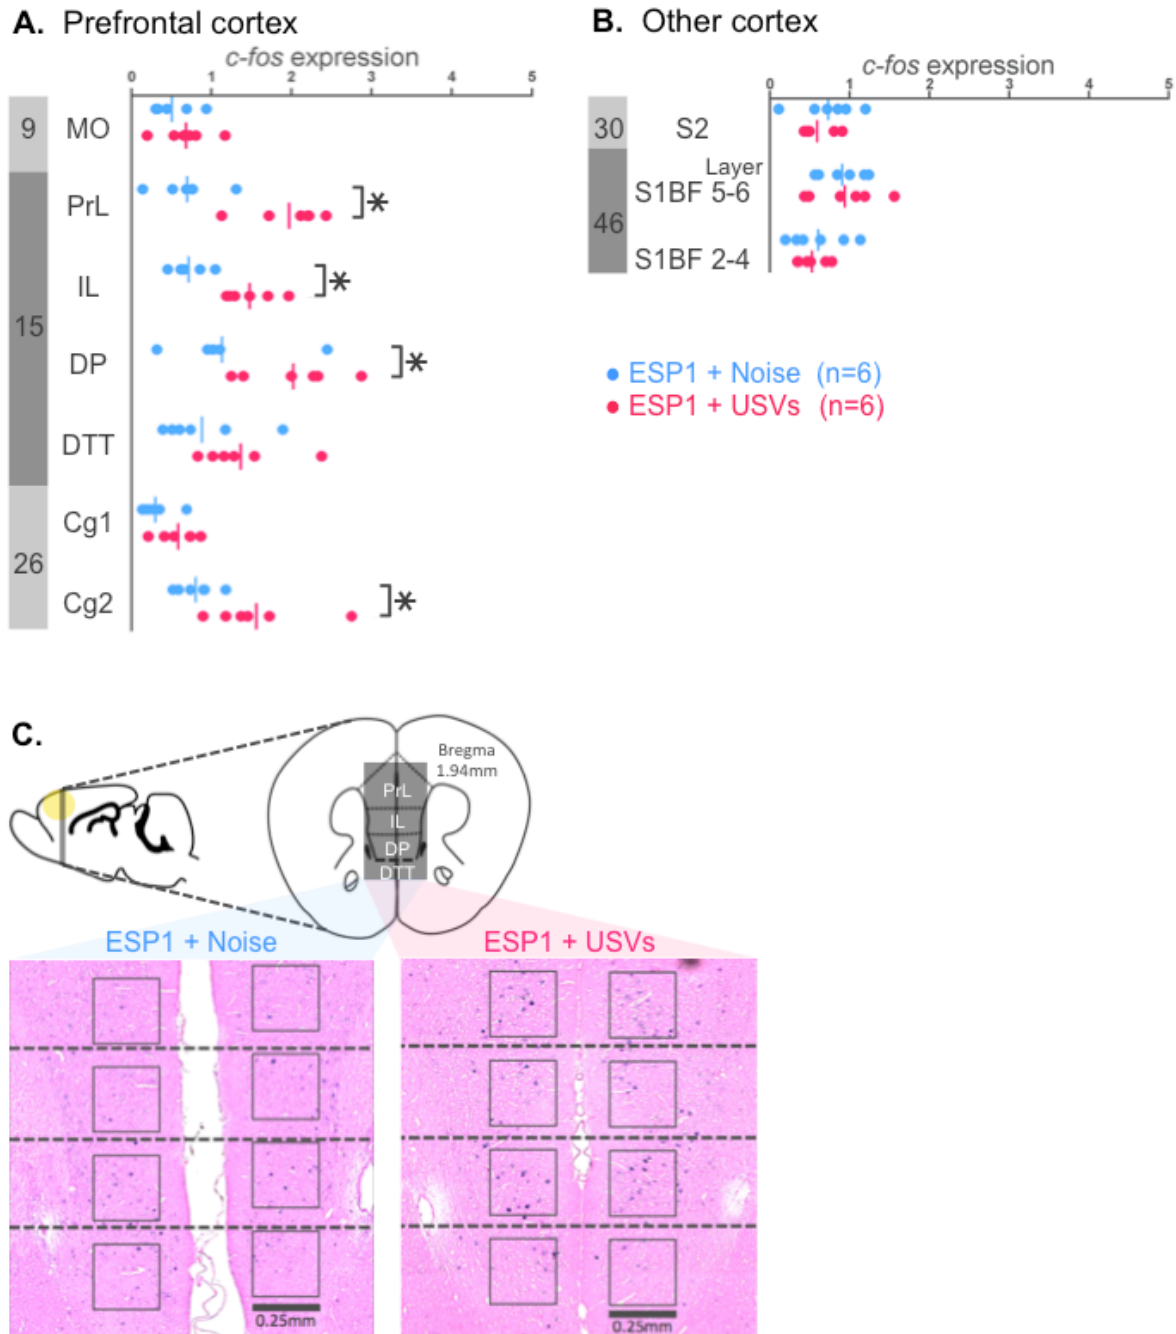 A. Prefrontal cortex
c-fos expression
0 1 2 3 4 5
9 MO
PrL *
IL *
15
DP *
DTT
Cg1
26
Cg2 *
B. Other cortex
c-fos expression
0 1 2 3 4 5
30 S2
Layer
S1BF 5-6
46
S1BF 2-4
ESP1 + Noise (n=6)
ESP1 + USVs (n=6)
C.
Bregma
1.94mm
PrL
IL
DP
DTT
ESP1 + Noise
ESP1 + USVs
0.25mm
0.25mm